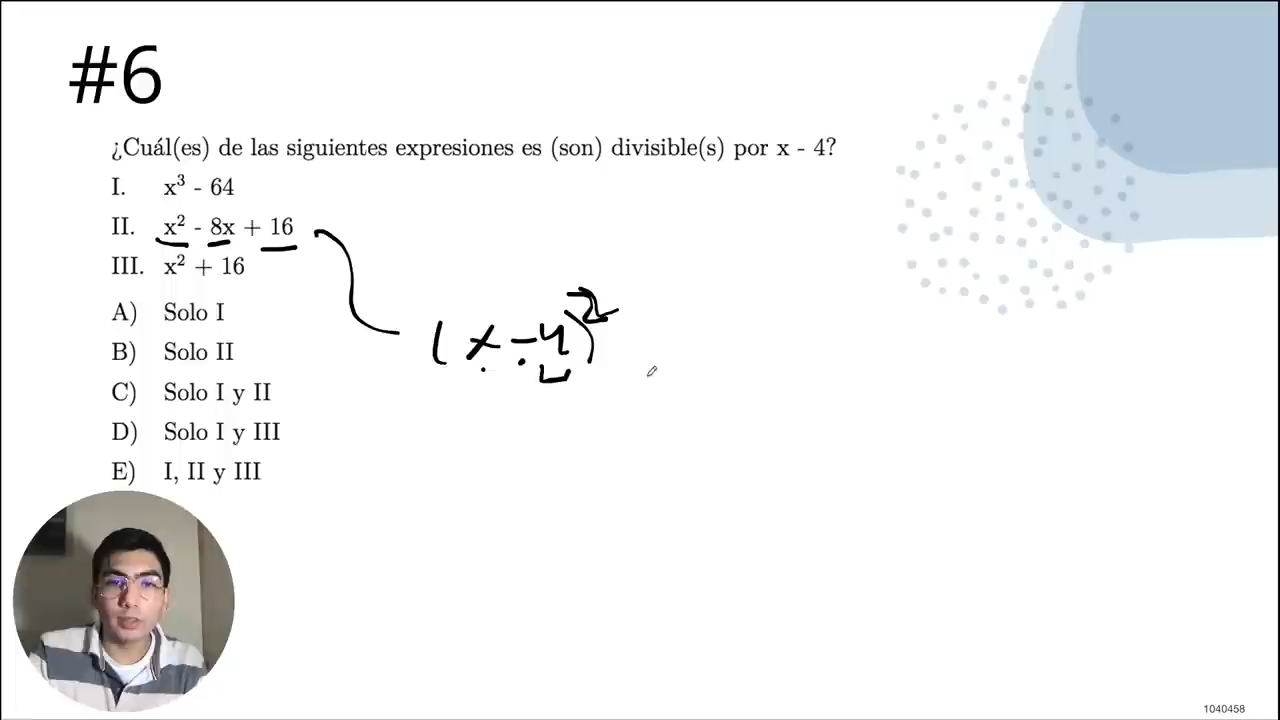 #6
¿Cuál(es) de las siguientes expresiones es (son) divisible(s) por x - 4?
I. x³ - 64
II. x² - 8x + 16
III. x² + 16
(x - 4)²
A) Solo I
B) Solo II
C) Solo I y II
D) Solo I y III
E) I, II y III
1040458